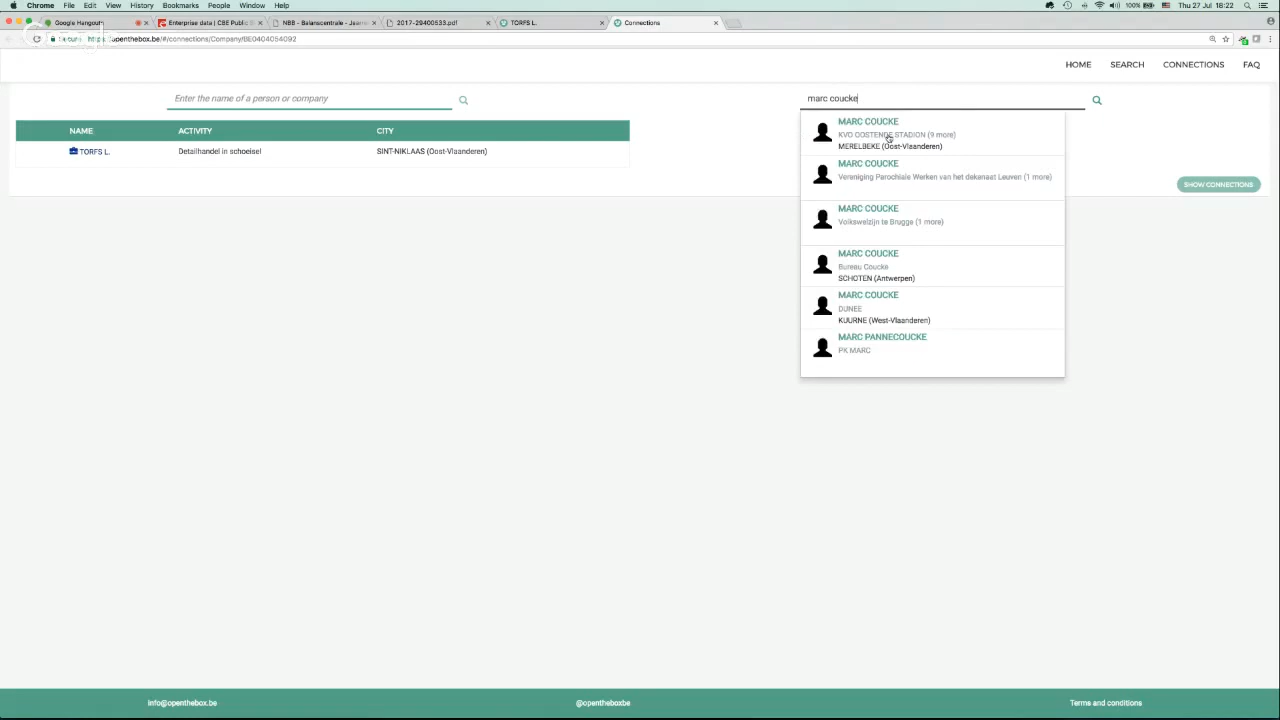 Chrome File Edit View History Bookmarks People Window Help 100% Thu 27 Jul 18:22
Google Hangout Enterprise data | CBE Public NBB - Balanscentrale - Jaarre 2017-29400533.pdf TORFS L. Connections
openthebox.be/#/connections/Company/BE0404054092
HOME SEARCH CONNECTIONS FAQ
Enter the name of a person or company
marc coucke
NAME ACTIVITY CITY
TORFS L. Detailhandel in schoeisel SINT-NIKLAAS (Oost-Vlaanderen)
MARC COUCKE
KVO OOSTENDE STADION (9 more)
MERELBEKE (Oost-Vlaanderen)
MARC COUCKE
Vereniging Parochiale Werken van het dekenaat Leuven (1 more)
MARC COUCKE
Volkswelzijn te Brugge (1 more)
MARC COUCKE
Bureau Coucke
SCHOTEN (Antwerpen)
MARC COUCKE
DUNEE
KUURNE (West-Vlaanderen)
MARC PANNECOUCKE
PK MARC
SHOW CONNECTIONS
info@openthebox.be @opentheboxbe Terms and conditions